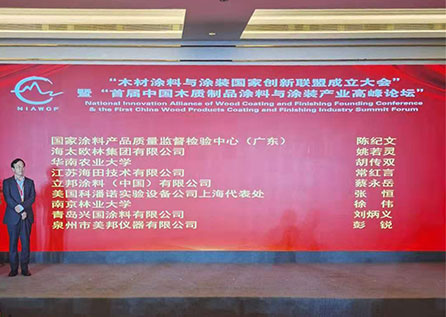 NIAWCF
“木材涂料与涂装国家创新联盟成立大会”
暨“首届中国木质制品涂料与涂装产业高峰论坛”
National Innovation Alliance of Wood Coating and Finishing Founding Conference
& the First China Wood Products Coating and Finishing Industry Summit Forum
国家涂料产品质量监督检验中心（广东） 陈纪文
海太欧林集团有限公司 姚若灵
华南农业大学 胡传双
江苏海田技术有限公司 常红言
立邦涂料（中国）有限公司 蔡永岳
美国科潘诺实验设备公司上海代表处 张 恒
南京林业大学 徐 伟
青岛兴国涂料有限公司 刘炳义
泉州市美邦仪器有限公司 彭 锐